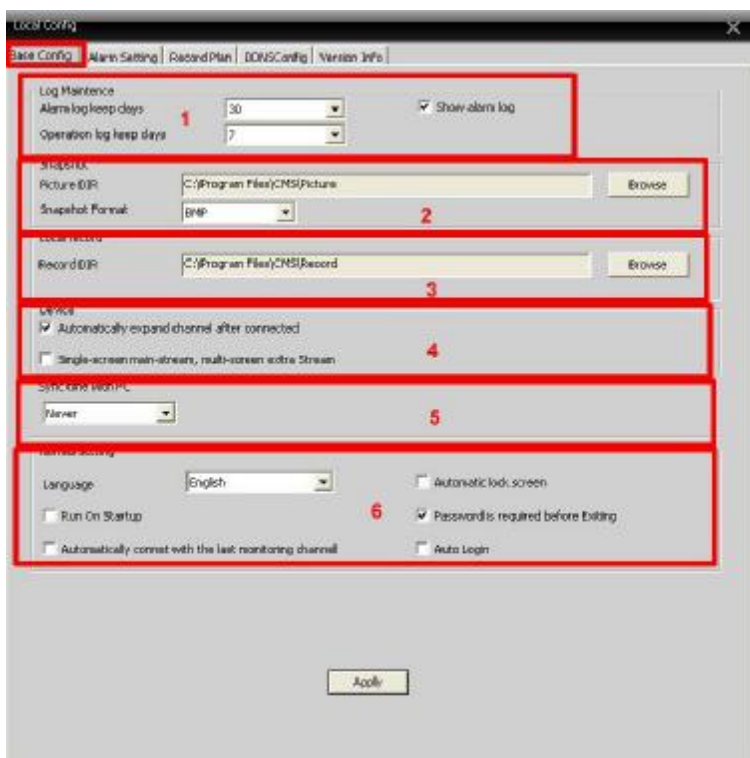 Local Config
Base Config Alarm Setting Record Plan DDNSConfig Version Info
Log Maintence
Alarm log keep days 30 Show alarm log
1
Operation log keep days 7
Snapshot
Picture DIR C:\Program Files\CMS\Picture Browse
Snapshot Format BMP
2
Local record
Record DIR C:\Program Files\CMS\Record Browse
3
Device
Automatically expand channel after connected
4
Single-screen main-stream, multi-screen extra Stream
Sync time with PC
Never
5
Language English Automatic lock screen
Run On Startup 6 Password is required before Exiting
Automatically connet with the last monitoring channel Auto Login
Apply